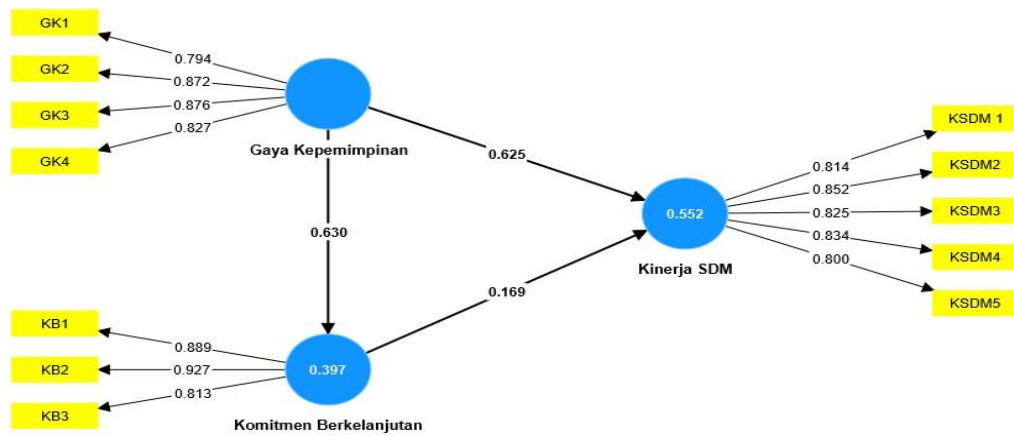 GK1
GK2
GK3
GK4
0.794
0.872
0.876
0.827
Gaya Kepemimpinan
0.625
0.630
0.169
KB1
KB2
KB3
0.889
0.927
0.813
0.397
Komitmen Berkelanjutan
0.552
Kinerja SDM
0.814
0.852
0.825
0.834
0.800
KSDM 1
KSDM2
KSDM3
KSDM4
KSDM5